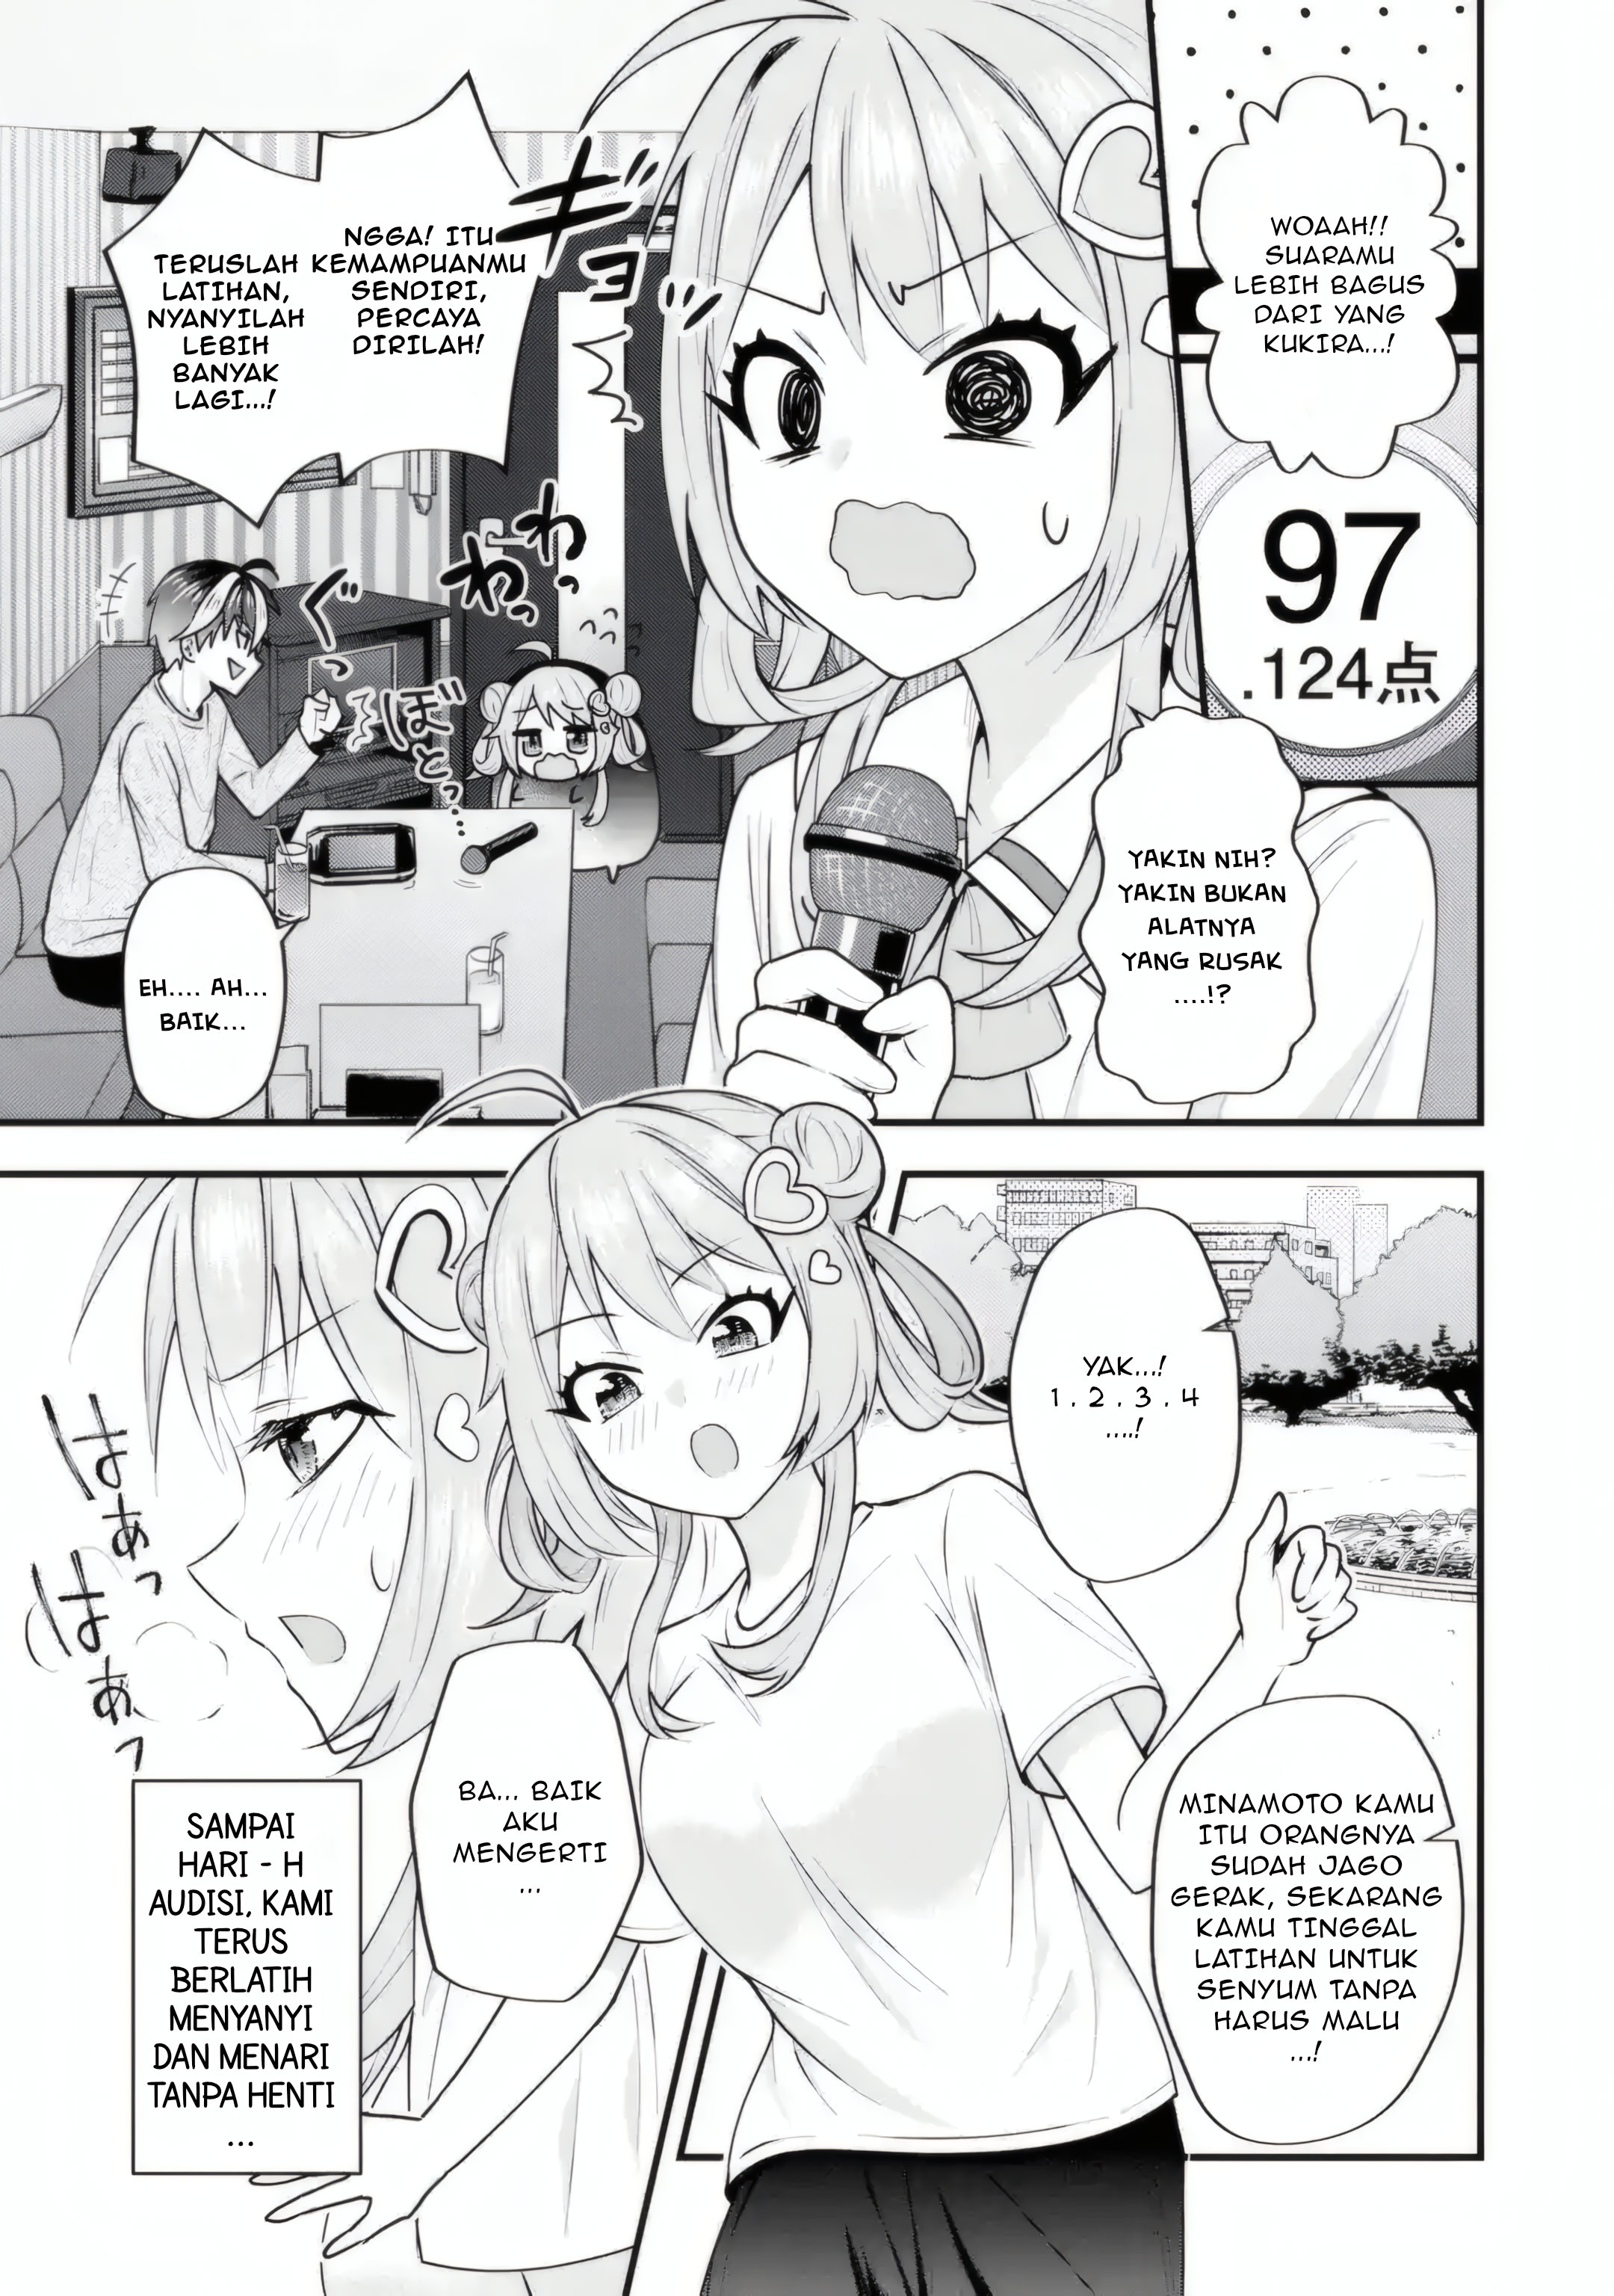 WOAAH!!
SUARAMU
LEBIH BAGUS
DARI YANG
KUKIRA...!
97
.124点
YAKIN NIH?
YAKIN BUKAN
ALATNYA
YANG RUSAK
....!?
ギョッ
NGGA! ITU
KEMAMPUANMU
SENDIRI,
PERCAYA
DIRILAH!
TERUSLAH
LATIHAN,
NYANYILAH
LEBIH
BANYAK
LAGI...!
わっ
わっ
ぐっ
ぼとっ...
EH.... AH...
BAIK...
YAK...!
1 . 2 . 3 . 4
....!
MINAMOTO KAMU
ITU ORANGNYA
SUDAH JAGO
GERAK, SEKARANG
KAMU TINGGAL
LATIHAN UNTUK
SENYUM TANPA
HARUS MALU
...!
BA... BAIK
AKU
MENGERTI
...
はあっ
はあっ
SAMPAI
HARI - H
AUDISI, KAMI
TERUS
BERLATIH
MENYANYI
DAN MENARI
TANPA HENTI
...